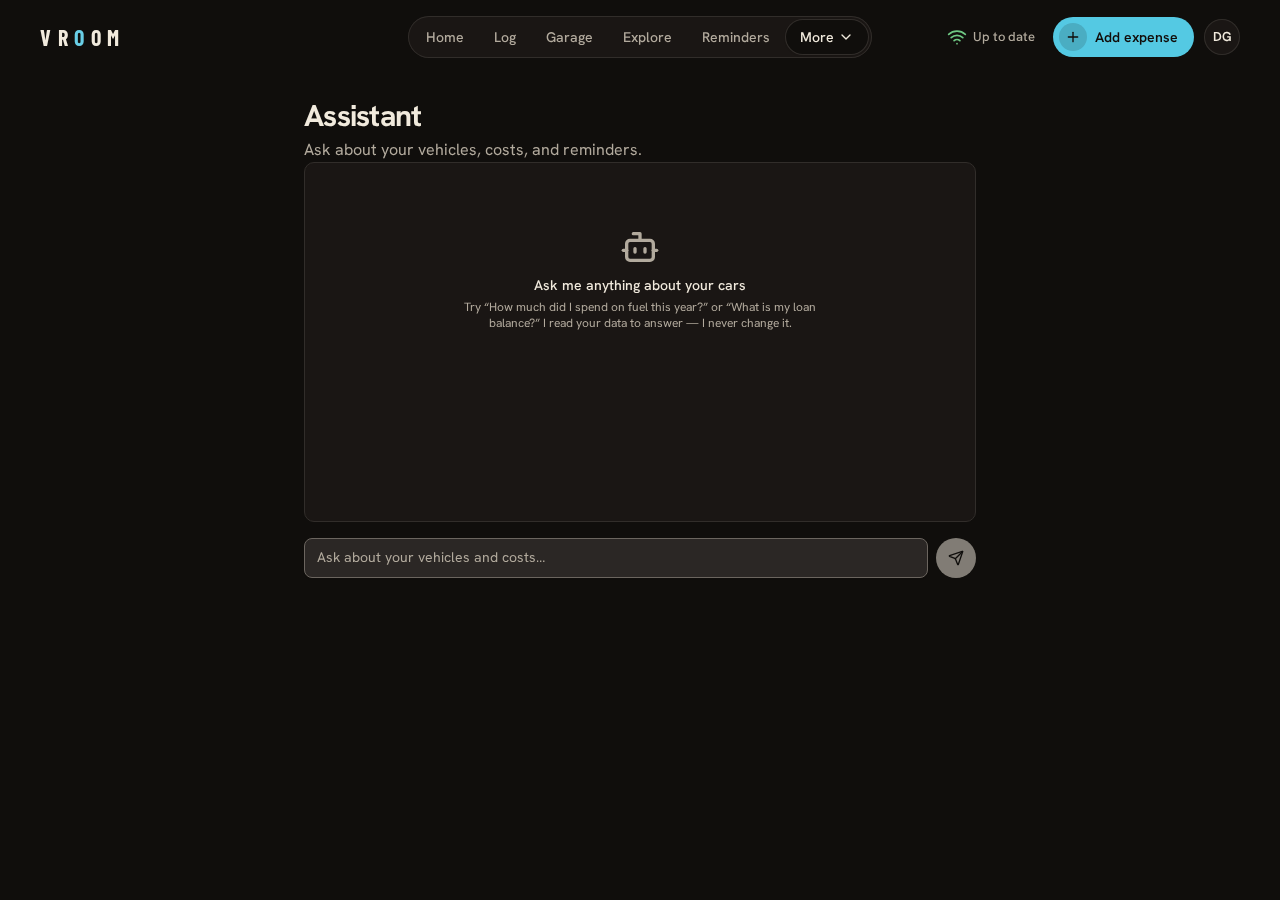 VROOM
Home Log Garage Explore Reminders More
Up to date
Add expense
DG
Assistant
Ask about your vehicles, costs, and reminders.
Ask me anything about your cars
Try “How much did I spend on fuel this year?” or “What is my loan
balance?” I read your data to answer — I never change it.
Ask about your vehicles and costs...